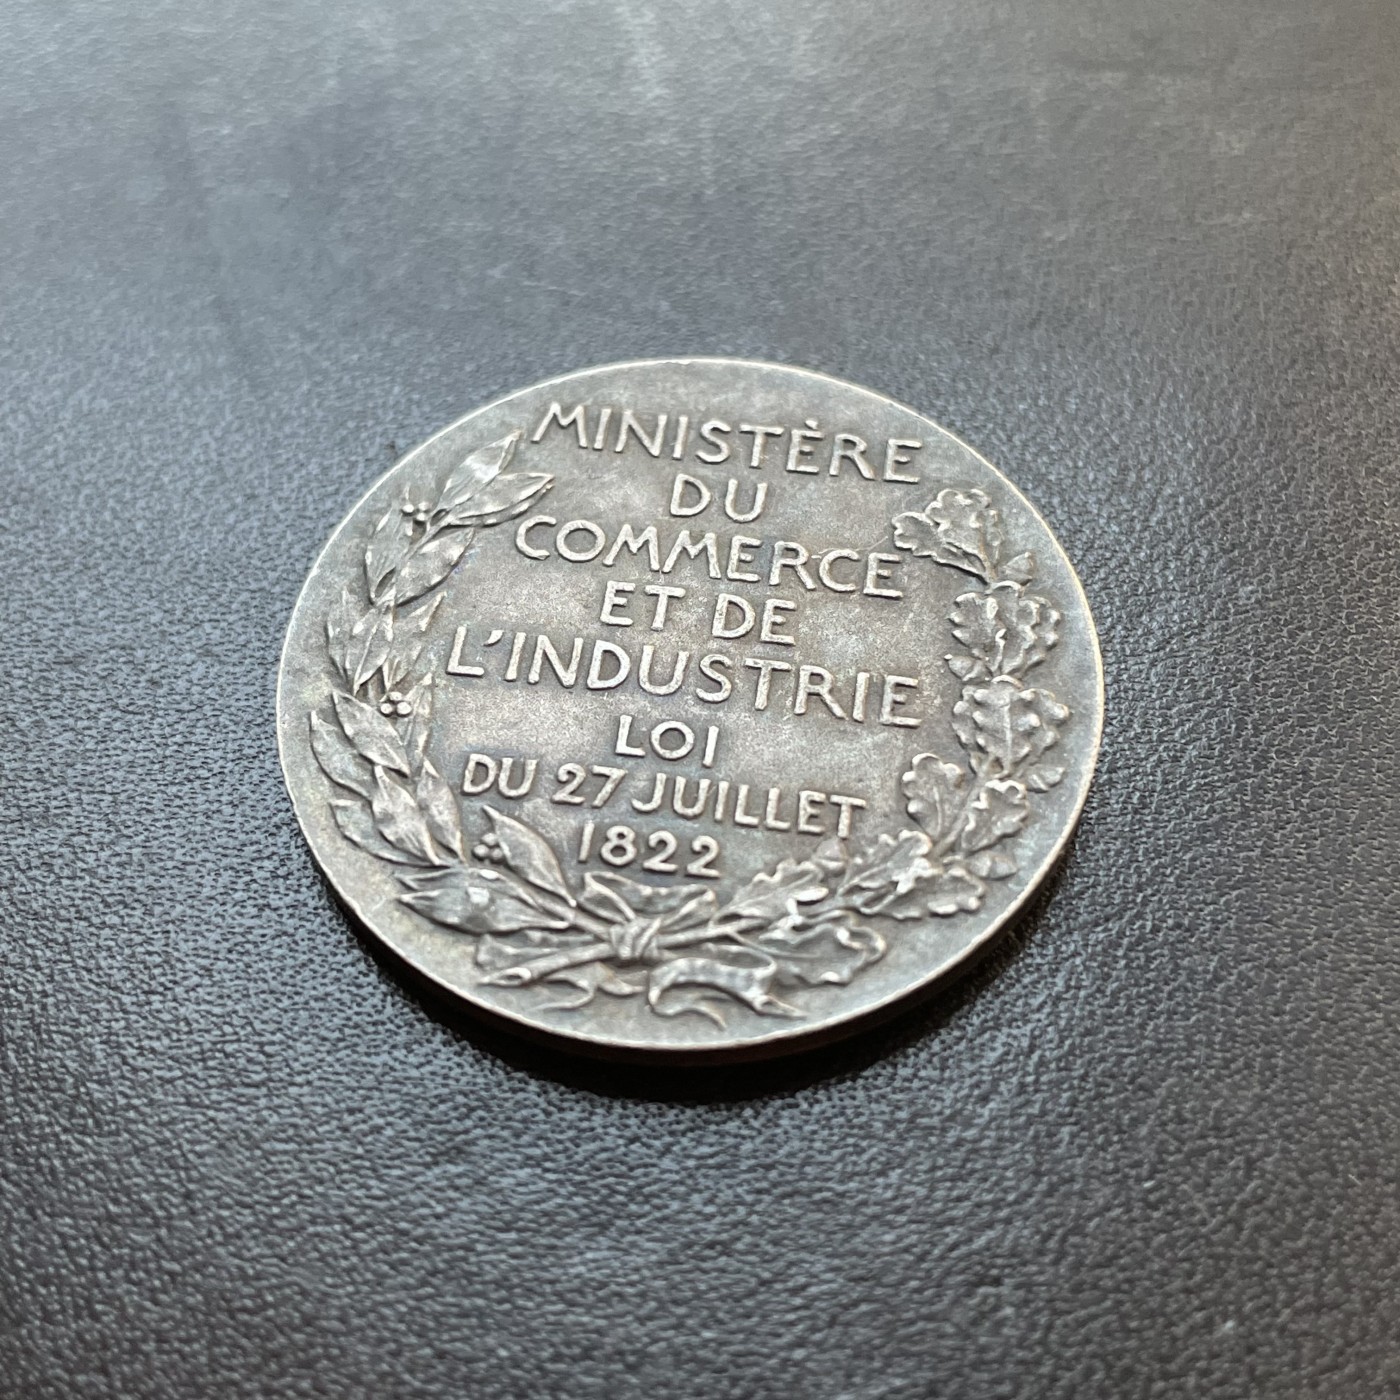 MINISTÈRE
DU
COMMERCE
ET DE
L'INDUSTRIE
LOI
DU 27 JUILLET
1822